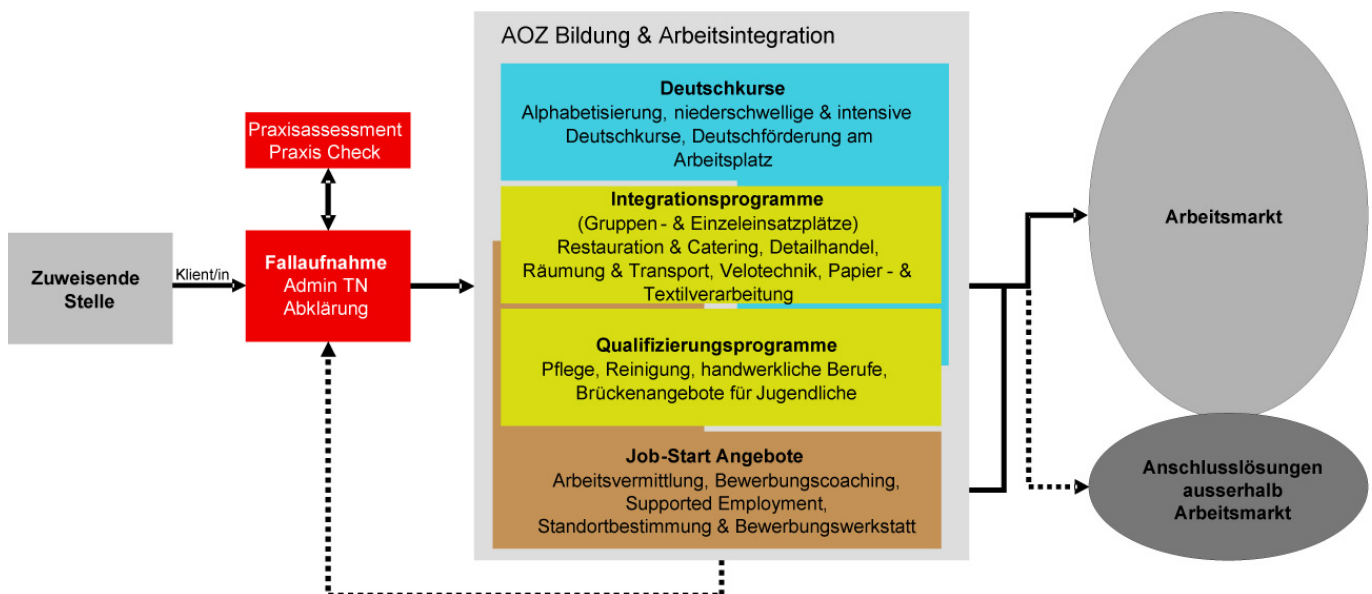 AOZ Bildung & Arbeitsintegration
Deutschkurse
Alphabetisierung, niederschwellige & intensive
Deutschkurse, Deutschförderung am
Arbeitsplatz
Praxisassessment
Praxis Check
Integrationsprogramme
(Gruppen - & Einzeleinsatzplätze)
Restauration & Catering, Detailhandel,
Räumung & Transport, Velotechnik, Papier - &
Textilverarbeitung
Zuweisende
Stelle
Klient/in
Fallaufnahme
Admin TN
Abklärung
Arbeitsmarkt
Qualifizierungsprogramme
Pflege, Reinigung, handwerkliche Berufe,
Brückenangebote für Jugendliche
Job-Start Angebote
Arbeitsvermittlung, Bewerbungscoaching,
Supported Employment,
Standortbestimmung & Bewerbungswerkstatt
Anschlusslösungen
ausserhalb
Arbeitsmarkt